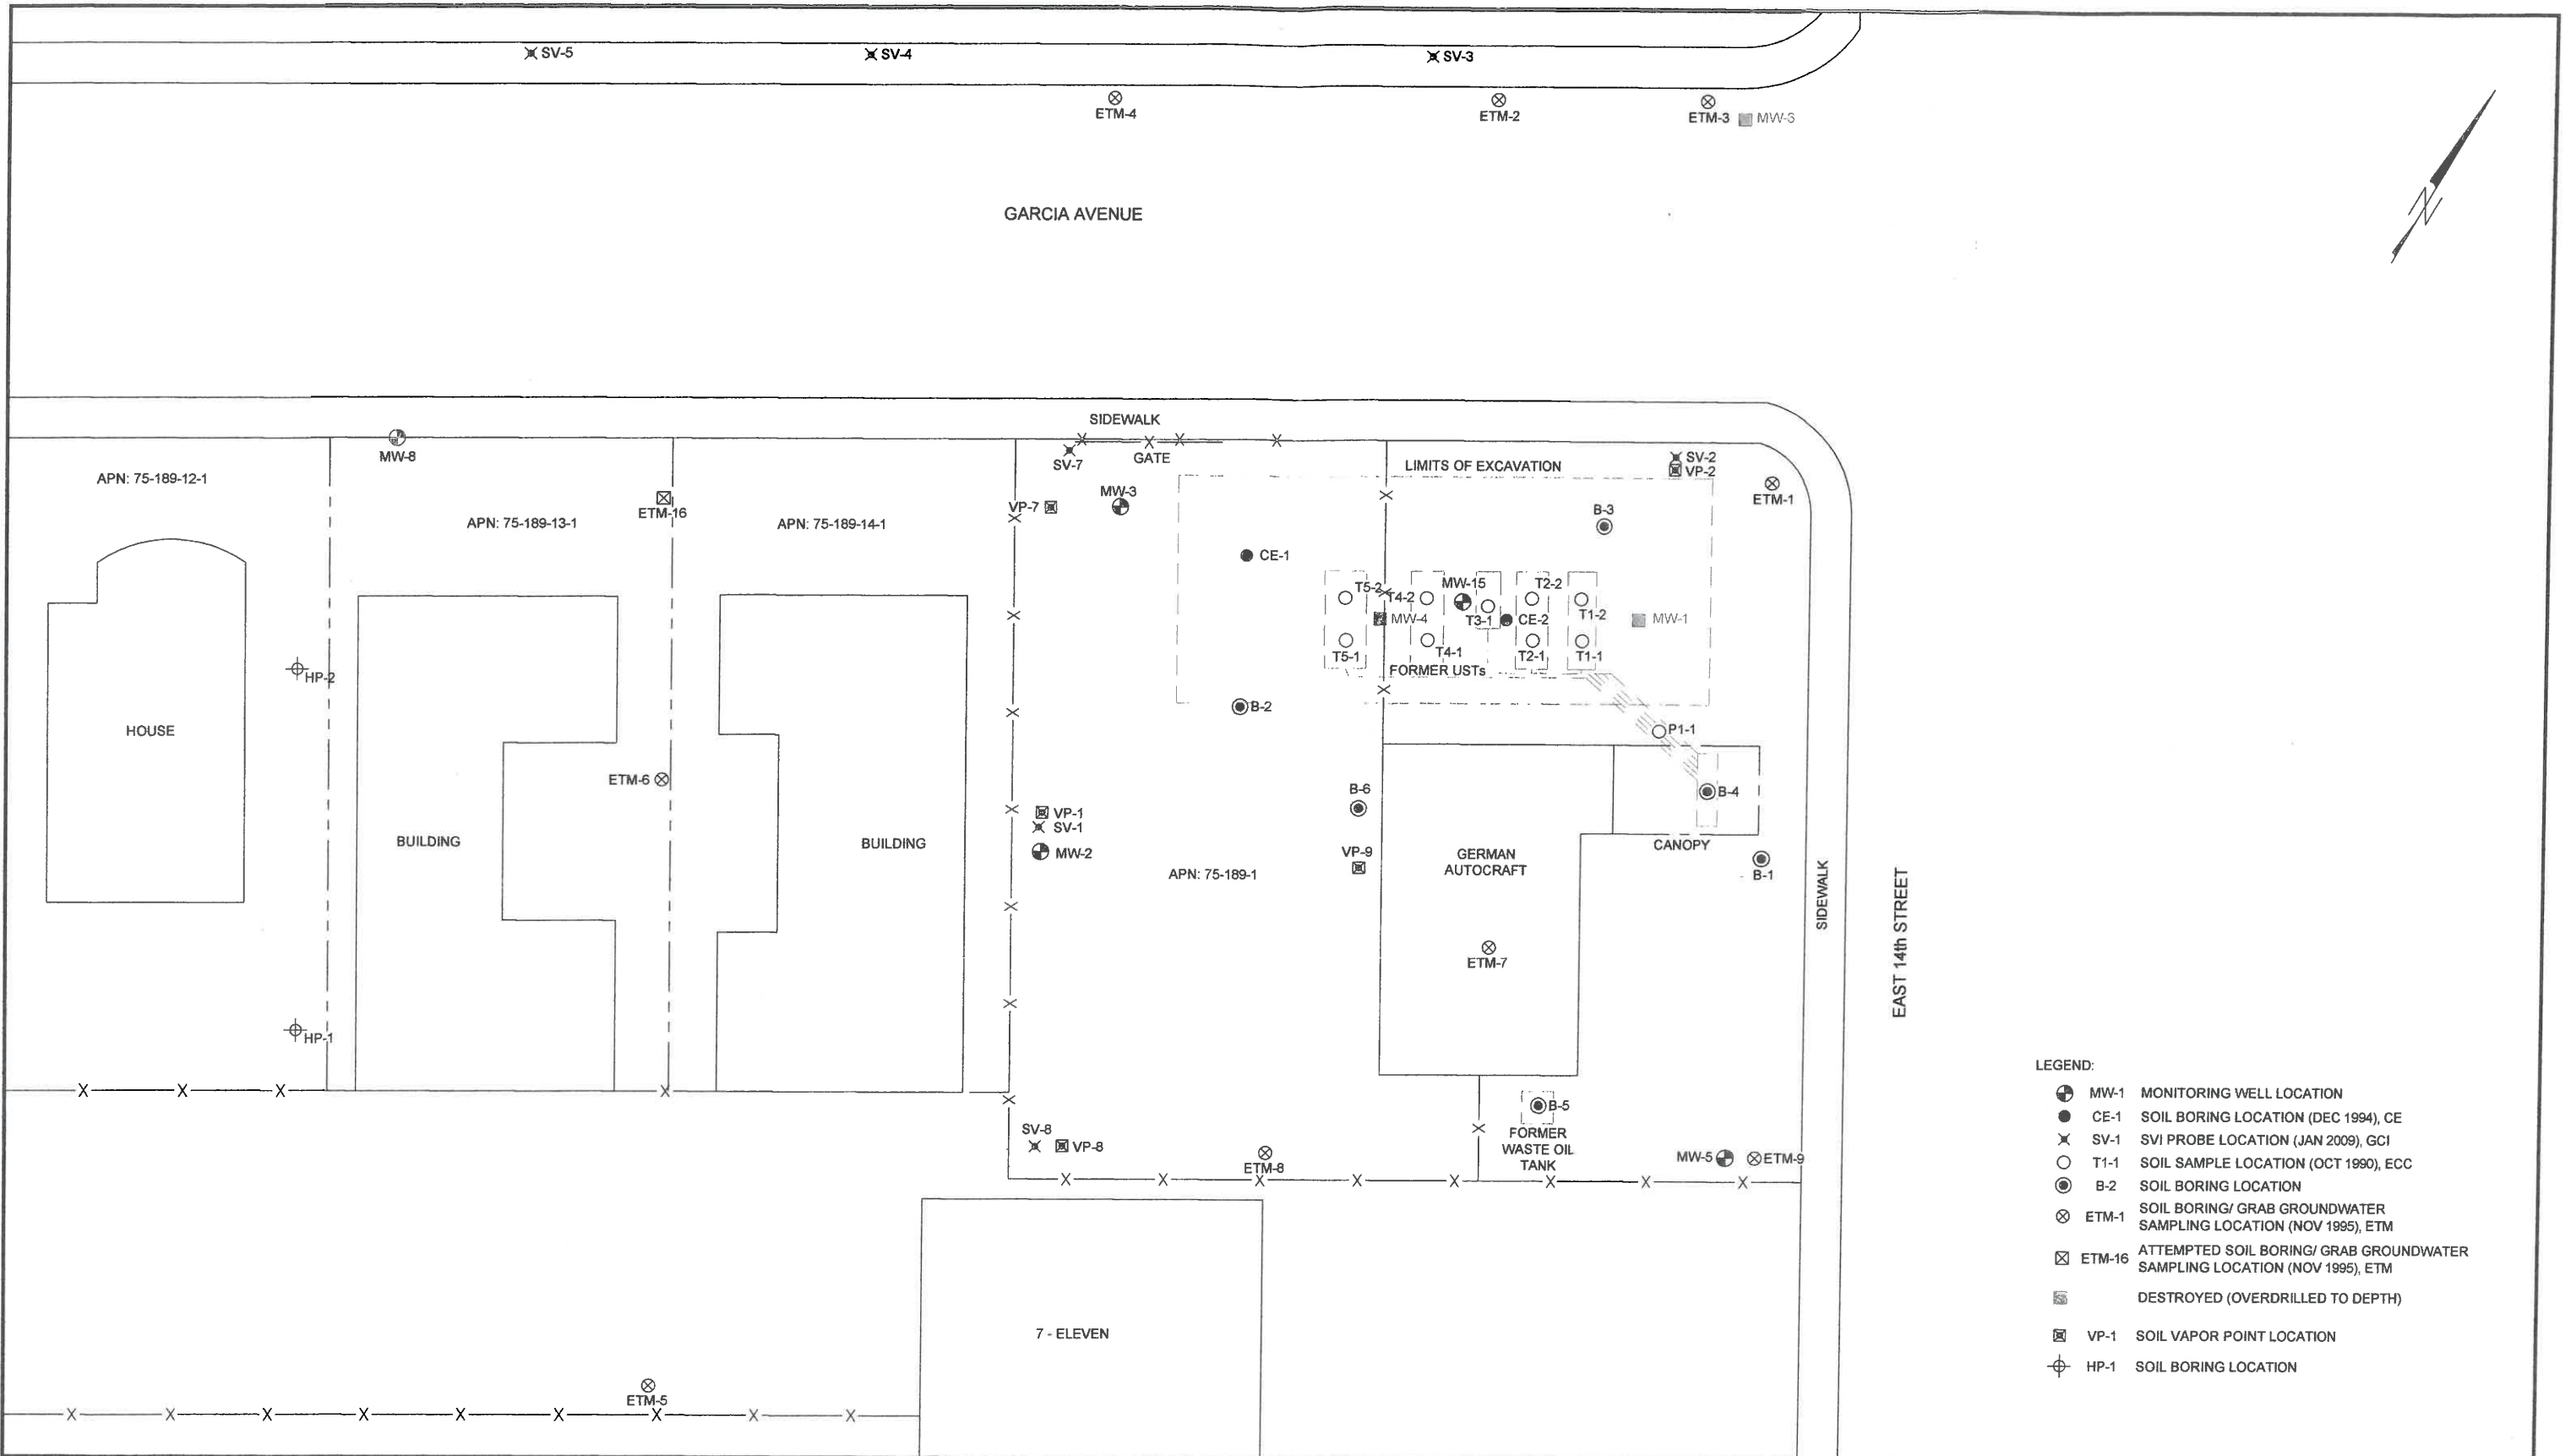 SV-5
SV-4
SV-3
ETM-4
ETM-2
ETM-3
MW-3
GARCIA AVENUE
N
SIDEWALK
MW-8
SV-7
GATE
LIMITS OF EXCAVATION
SV-2
VP-2
APN: 75-189-12-1
ETM-1
MW-3
VP-7
ETM-16
B-3
APN: 75-189-13-1
APN: 75-189-14-1
CE-1
T5-2
T4-2
MW-15
T2-2
T1-2
MW-4
T3-1
CE-2
MW-1
T5-1
T4-1
T2-1
T1-1
FORMER USTs
HP-2
B-2
HOUSE
P1-1
ETM-6
B-6
B-4
VP-1
SV-1
BUILDING
BUILDING
MW-2
VP-9
GERMAN
AUTOCRAFT
CANOPY
B-1
APN: 75-189-1
SIDEWALK
EAST 14th STREET
ETM-7
HP-1
B-5
SV-8
VP-8
FORMER
WASTE OIL
TANK
ETM-8
MW-5
ETM-9
7 - ELEVEN
ETM-5
LEGEND:
MW-1 MONITORING WELL LOCATION
CE-1 SOIL BORING LOCATION (DEC 1994), CE
SV-1 SVI PROBE LOCATION (JAN 2009), GCI
T1-1 SOIL SAMPLE LOCATION (OCT 1990), ECC
B-2 SOIL BORING LOCATION
ETM-1 SOIL BORING/ GRAB GROUNDWATER
SAMPLING LOCATION (NOV 1995), ETM
ETM-16 ATTEMPTED SOIL BORING/ GRAB GROUNDWATER
SAMPLING LOCATION (NOV 1995), ETM
DESTROYED (OVERDRILLED TO DEPTH)
VP-1 SOIL VAPOR POINT LOCATION
HP-1 SOIL BORING LOCATION